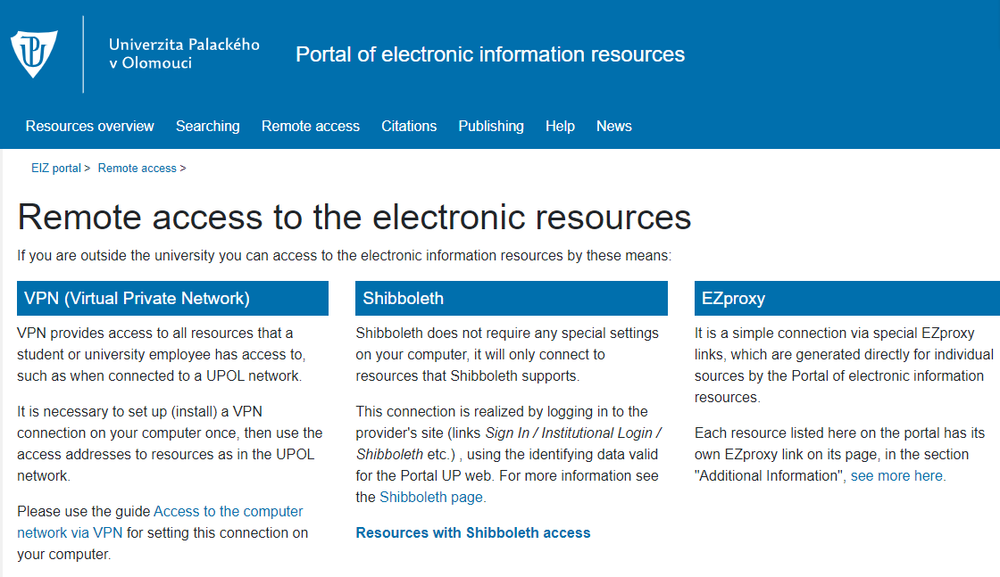 Univerzita Palackého
v Olomouci
Portal of electronic information resources
Resources overview Searching Remote access Citations Publishing Help News
EIZ portal > Remote access >
Remote access to the electronic resources
If you are outside the university you can access to the electronic information resources by these means:
VPN (Virtual Private Network)
VPN provides access to all resources that a
student or university employee has access to,
such as when connected to a UPOL network.
It is necessary to set up (install) a VPN
connection on your computer once, then use the
access addresses to resources as in the UPOL
network.
Please use the guide Access to the computer
network via VPN for setting this connection on
your computer.
Shibboleth
Shibboleth does not require any special settings
on your computer, it will only connect to
resources that Shibboleth supports.
This connection is realized by logging in to the
provider's site (links Sign In / Institutional Login /
Shibboleth etc.) , using the identifying data valid
for the Portal UP web. For more information see
the Shibboleth page.
Resources with Shibboleth access
EZproxy
It is a simple connection via special EZproxy
links, which are generated directly for individual
sources by the Portal of electronic information
resources.
Each resource listed here on the portal has its
own EZproxy link on its page, in the section
"Additional Information", see more here.